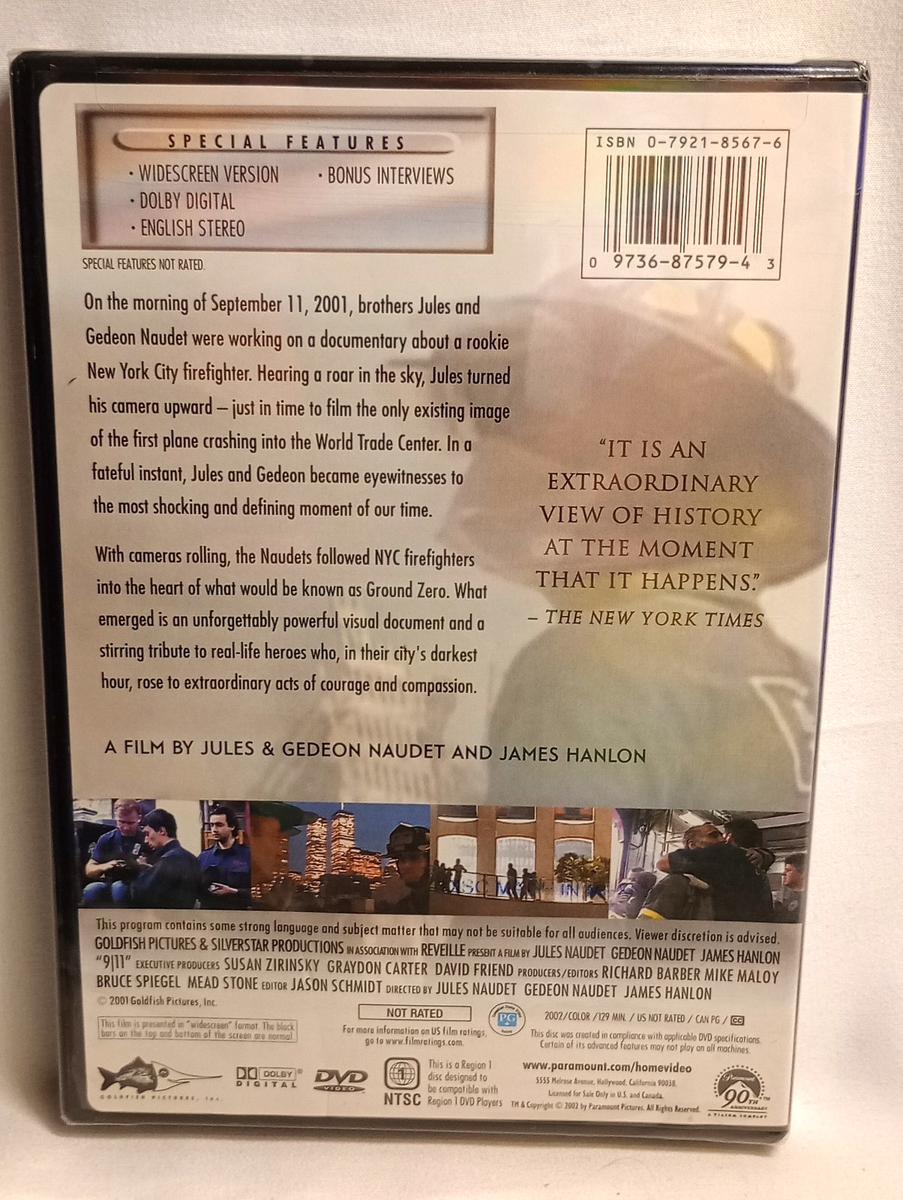 SPECIAL FEATURES
• WIDESCREEN VERSION
• BONUS INTERVIEWS
• DOLBY DIGITAL
• ENGLISH STEREO
SPECIAL FEATURES NOT RATED.
ISBN 0-7921-8567-6
0 9736-87579-4 3
On the morning of September 11, 2001, brothers Jules and
Gedeon Naudet were working on a documentary about a rookie
New York City firefighter. Hearing a roar in the sky, Jules turned
his camera upward – just in time to film the only existing image
of the first plane crashing into the World Trade Center. In a
fateful instant, Jules and Gedeon became eyewitnesses to
the most shocking and defining moment of our time.
With cameras rolling, the Naudets followed NYC firefighters
into the heart of what would be known as Ground Zero. What
emerged is an unforgettably powerful visual document and a
stirring tribute to real-life heroes who, in their city's darkest
hour, rose to extraordinary acts of courage and compassion.
“IT IS AN
EXTRAORDINARY
VIEW OF HISTORY
AT THE MOMENT
THAT IT HAPPENS.”
– THE NEW YORK TIMES
A FILM BY JULES & GEDEON NAUDET AND JAMES HANLON
This program contains some strong language and subject matter that may not be suitable for all audiences. Viewer discretion is advised.
GOLDFISH PICTURES & SILVERSTAR PRODUCTIONS IN ASSOCIATION WITH REVEILLE PRESENT A FILM BY JULES NAUDET GEDEON NAUDET JAMES HANLON
“9|11” EXECUTIVE PRODUCERS SUSAN ZIRINSKY GRAYDON CARTER DAVID FRIEND PRODUCERS/EDITORS RICHARD BARBER MIKE MALOY
BRUCE SPIEGEL MEAD STONE EDITOR JASON SCHMIDT DIRECTED BY JULES NAUDET GEDEON NAUDET JAMES HANLON
© 2001 Goldfish Pictures, Inc.
This film is presented in "widescreen" format. The black
bars on the top and bottom of the screen are normal.
NOT RATED
For more information on US film ratings,
go to www.filmratings.com.
PG
2002/COLOR /129 MIN. / US NOT RATED / CAN PG / CC
This disc was created in compliance with applicable DVD specifications.
Certain of its advanced features may not play on all machines.
GOLDFISH PICTURES, INC.
DOLBY
DIGITAL
DVD
VIDEO
1
NTSC
This is a Region 1
disc designed to
be compatible with
Region 1 DVD Players
www.paramount.com/homevideo
5555 Melrose Avenue, Hollywood, California 90038.
Licensed for Sale Only in U.S. and Canada.
TM & Copyright © 2002 by Paramount Pictures. All Rights Reserved.
Paramount
90TH
ANNIVERSARY
A VIACOM COMPANY